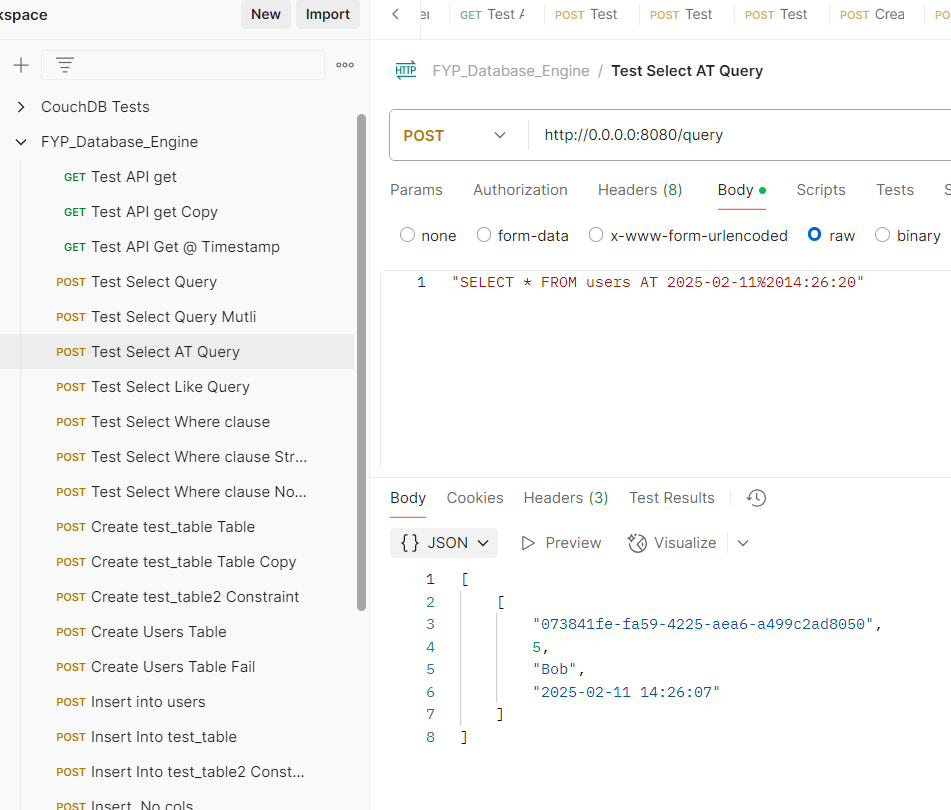 kspace New Import
CouchDB Tests
FYP_Database_Engine
GET Test API get
GET Test API get Copy
GET Test API Get @ Timestamp
POST Test Select Query
POST Test Select Query Mutli
POST Test Select AT Query
POST Test Select Like Query
POST Test Select Where clause
POST Test Select Where clause Str...
POST Test Select Where clause No...
POST Create test_table Table
POST Create test_table Table Copy
POST Create test_table2 Constraint
POST Create Users Table
POST Create Users Table Fail
POST Insert into users
POST Insert Into test_table
POST Insert Into test_table2 Const...
POST Insert No cols
GET Test A POST Test POST Test POST Test POST Crea PO
HTTP FYP_Database_Engine / Test Select AT Query
POST http://0.0.0.0:8080/query
Params Authorization Headers (8) Body Scripts Tests S
none form-data x-www-form-urlencoded raw binary
1 "SELECT * FROM users AT 2025-02-11%2014:26:20"
Body Cookies Headers (3) Test Results
{} JSON Preview Visualize
1 [
2 [
3 "073841fe-fa59-4225-aea6-a499c2ad8050",
4 5,
5 "Bob",
6 "2025-02-11 14:26:07"
7 ]
8 ]